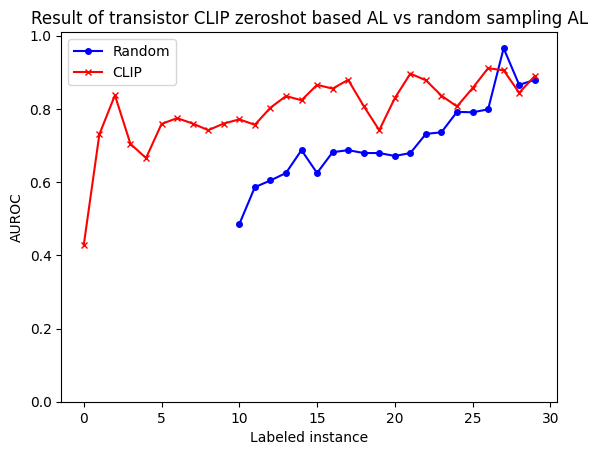 Result of transistor CLIP zeroshot based AL vs random sampling AL
Random
CLIP
1.0
0.8
0.6
0.4
0.2
0.0
AUROC
0 5 10 15 20 25 30
Labeled instance